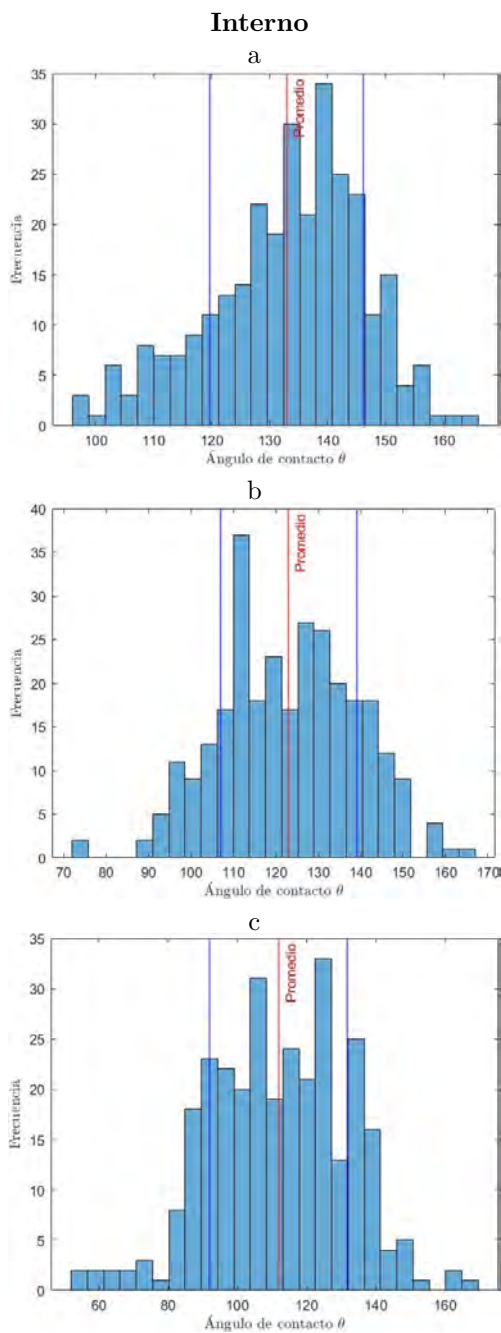 Interno
a
35
30
25
20
15
10
5
0
Frecuencia
Promedio
100 110 120 130 140 150 160
Ángulo de contacto θ
b
40
35
30
25
20
15
10
5
0
Frecuencia
Promedio
70 80 90 100 110 120 130 140 150 160 170
Ángulo de contacto θ
c
35
30
25
20
15
10
5
0
Frecuencia
Promedio
60 80 100 120 140 160
Ángulo de contacto θ